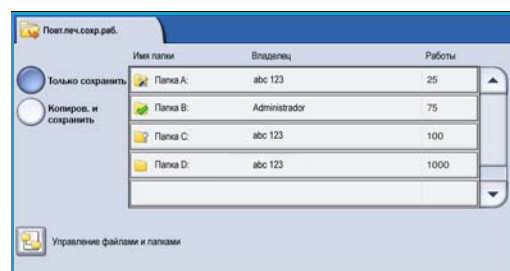 Повт.печ.сохр.раб.
Имя папки Владелец Работы
Только сохранить Папка A: abc 123 25
Копиров. и сохранить Папка B: Administrador 75
Папка C: abc 123 100
Папка D: abc 123 1000
Управление файлами и папками